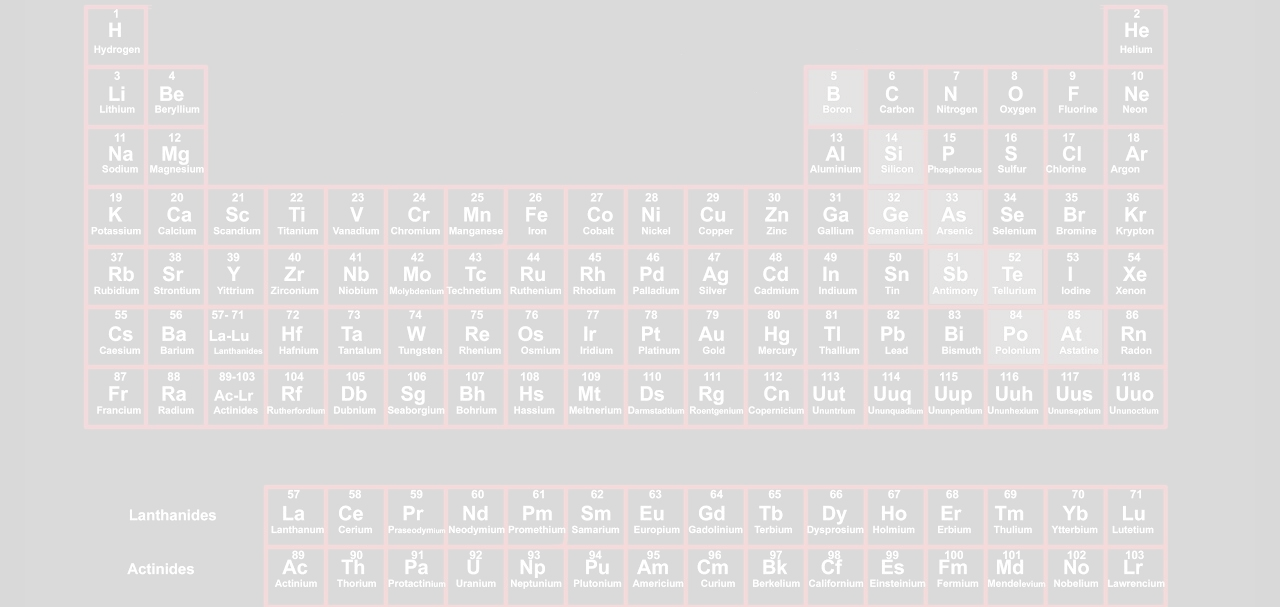 1 2
H He
Hydrogen Helium
3 4 5 6 7 8 9 10
Li Be B C N O F Ne
Lithium Beryllium Boron Carbon Nitrogen Oxygen Fluorine Neon
11 12 13 14 15 16 17 18
Na Mg Al Si P S Cl Ar
Sodium Magnesium Aluminium Silicon Phosphorous Sulfur Chlorine Argon
19 20 21 22 23 24 25 26 27 28 29 30 31 32 33 34 35 36
K Ca Sc Ti V Cr Mn Fe Co Ni Cu Zn Ga Ge As Se Br Kr
Potassium Calcium Scandium Titanium Vanadium Chromium Manganese Iron Cobalt Nickel Copper Zinc Gallium Germanium Arsenic Selenium Bromine Krypton
37 38 39 40 41 42 43 44 45 46 47 48 49 50 51 52 53 54
Rb Sr Y Zr Nb Mo Tc Ru Rh Pd Ag Cd In Sn Sb Te I Xe
Rubidium Strontium Yittrium Zirconium Niobium Molybdenium Technetium Ruthenium Rhodium Palladium Silver Cadmium Indiuum Tin Antimony Tellurium Iodine Xenon
55 56 57- 71 72 73 74 75 76 77 78 79 80 81 82 83 84 85 86
Cs Ba La-Lu Hf Ta W Re Os Ir Pt Au Hg Tl Pb Bi Po At Rn
Caesium Barium Lanthanides Hafnium Tantalum Tungsten Rhenium Osmium Iridium Platinum Gold Mercury Thallium Lead Bismuth Polonium Astatine Radon
87 88 89-103 104 105 106 107 108 109 110 111 112 113 114 115 116 117 118
Fr Ra Ac-Lr Rf Db Sg Bh Hs Mt Ds Rg Cn Uut Uuq Uup Uuh Uus Uuo
Francium Radium Actinides Rutherfordium Dubnium Seaborgium Bohrium Hassium Meitnerium Darmstadtium Roentgenium Copernicium Ununtrium Ununquadium Ununpentium Ununhexium Ununseptium Ununoctium
57 58 59 60 61 62 63 64 65 66 67 68 69 70 71
Lanthanides La Ce Pr Nd Pm Sm Eu Gd Tb Dy Ho Er Tm Yb Lu
Lanthanum Cerium Praseodymium Neodymium Promethium Samarium Europium Gadolinium Terbium Dysprosium Holmium Erbium Thulium Ytterbium Lutetium
89 90 91 92 93 94 95 96 97 98 99 100 101 102 103
Actinides Ac Th Pa U Np Pu Am Cm Bk Cf Es Fm Md No Lr
Actinium Thorium Protactinium Uranium Neptunium Plutonium Americium Curium Berkelium Californium Einsteinium Fermium Mendelevium Nobelium Lawrencium